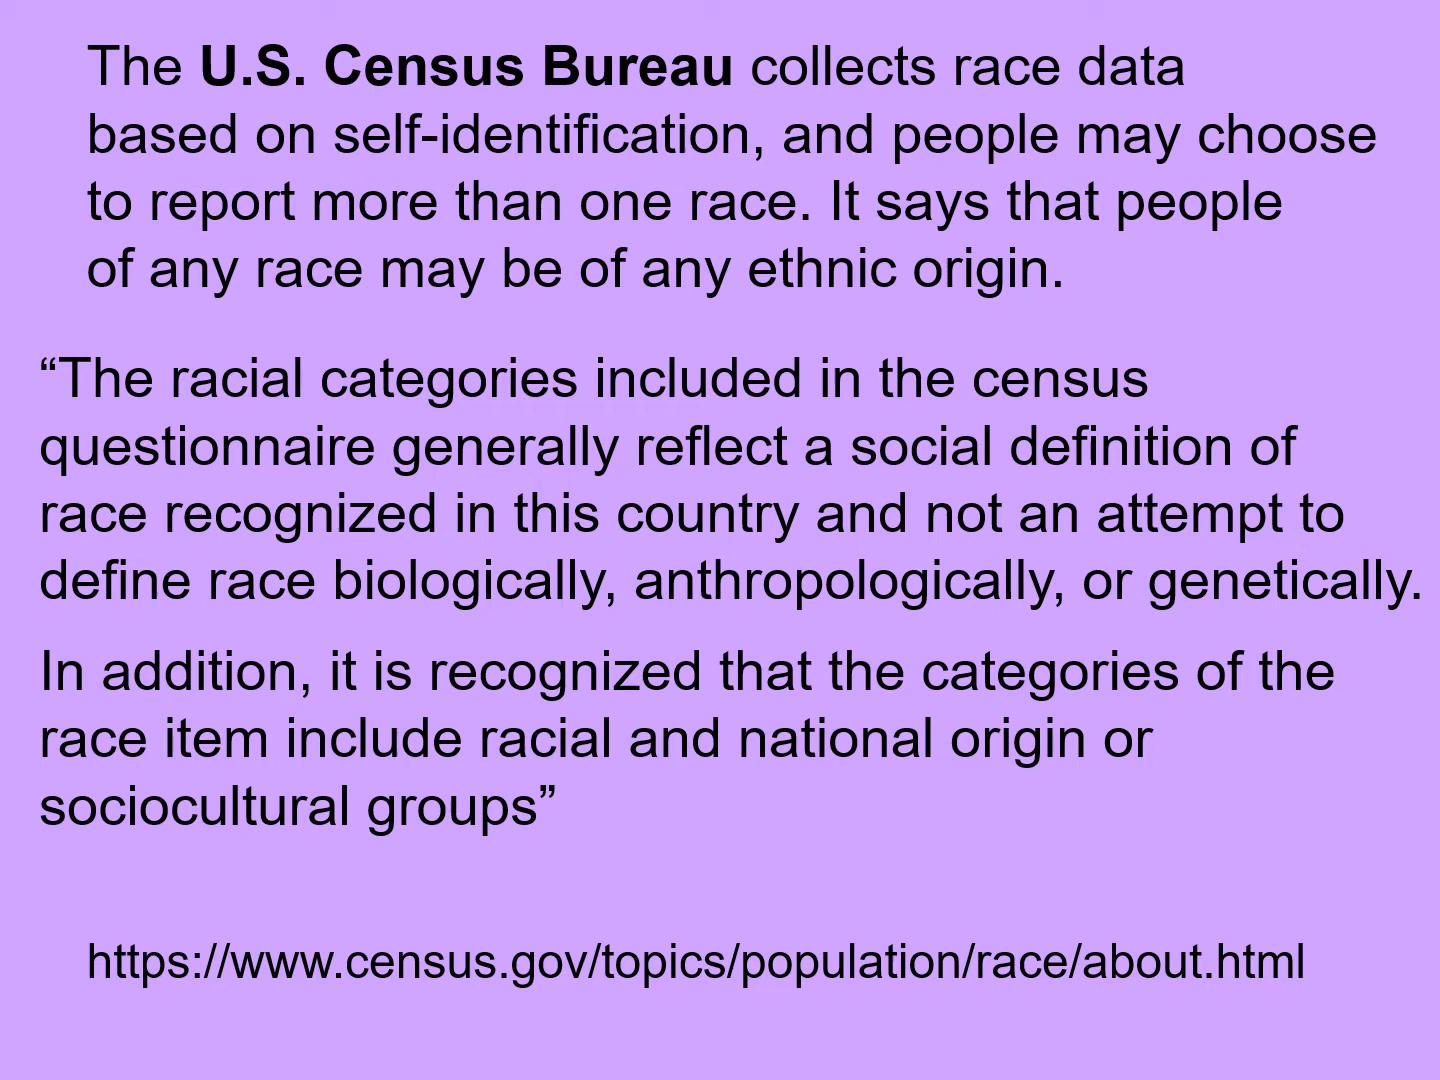 The U.S. Census Bureau collects race data
based on self-identification, and people may choose
to report more than one race. It says that people
of any race may be of any ethnic origin.
“The racial categories included in the census
questionnaire generally reflect a social definition of
race recognized in this country and not an attempt to
define race biologically, anthropologically, or genetically.
In addition, it is recognized that the categories of the
race item include racial and national origin or
sociocultural groups”
https://www.census.gov/topics/population/race/about.html